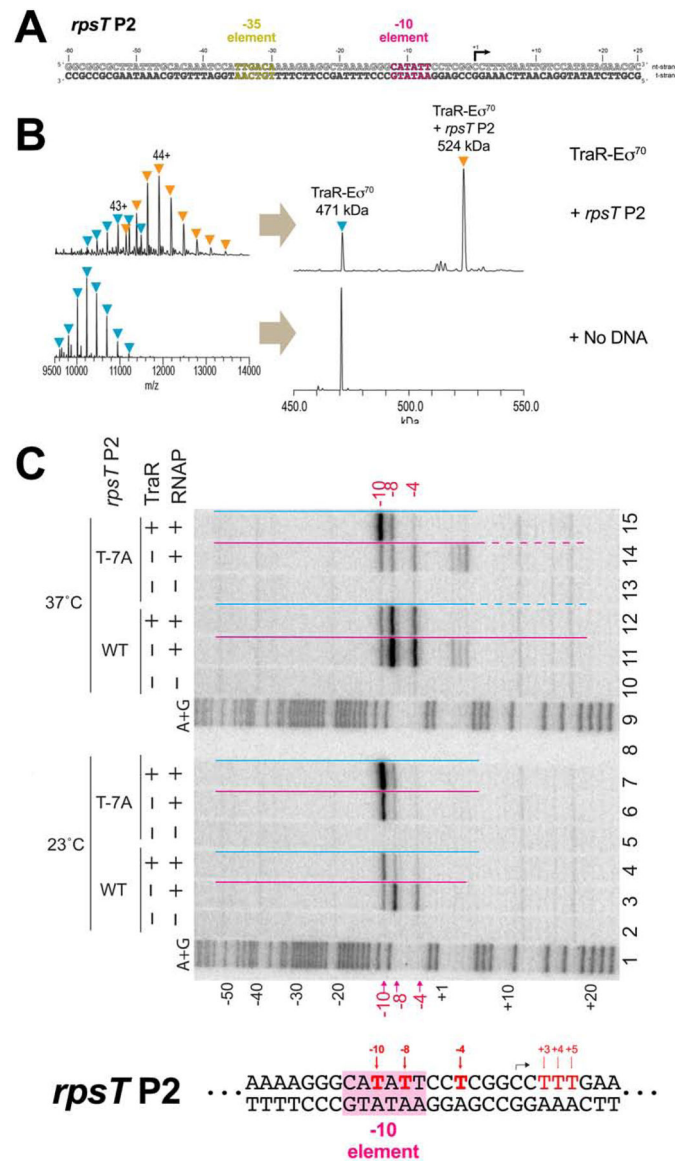 A
rpsT P2
-35 element
-10 element
-60 -50 -40 -30 -20 -10 +1 +10 +20 +25
5' TTGACA CATATT nt-strand
3' CCGCCGCGAATAAACGTGTTTAGGTAACTGTTTTCTTCCGATTTTCCCGTATAAGGAGCCGGAAACTTAACAGGTATATCTTGCG t-strand
B
44+
43+
TraR-Eσ70
471 kDa
TraR-Eσ70
+ rpsT P2
524 kDa
TraR-Eσ70
+ rpsT P2
+ No DNA
9500 10000 11000 12000 13000 14000
m/z
450.0 500.0 550.0
kDa
C
rpsT P2
TraR
RNAP
-10
-8
-4
37˚C
T-7A
+ + 15
− + 14
− − 13
WT
+ + 12
− + 11
− − 10
A+G 9
8
23˚C
T-7A
+ + 7
− + 6
− − 5
WT
+ + 4
− + 3
− − 2
A+G 1
-50 -40 -30 -20 -10 -8 -4 +1 +10 +20
-10 -8 -4 +3 +4 +5
rpsT P2
... AAAAGGGCATATTCCTCGGCCTTTGAA ...
TTTTCCCGTATAAGGAGCCGGAAACTT
-10
element